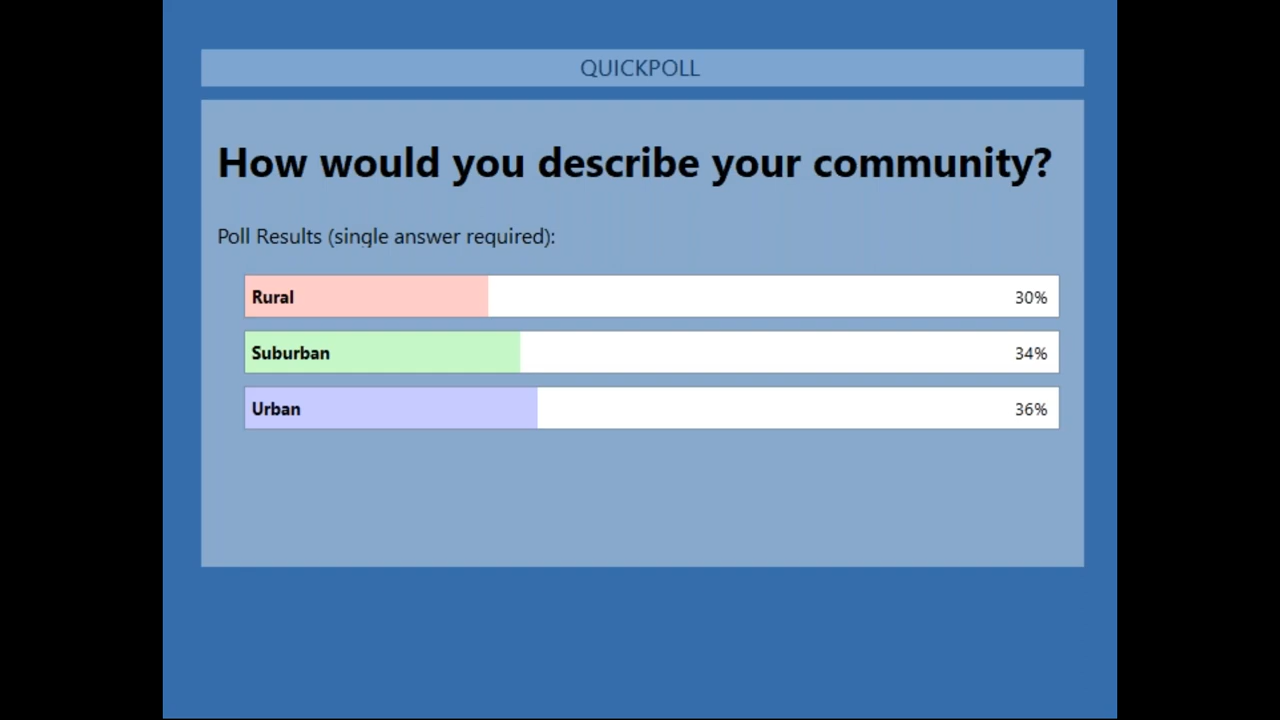 QUICKPOLL
How would you describe your community?
Poll Results (single answer required):
Rural 30%
Suburban 34%
Urban 36%